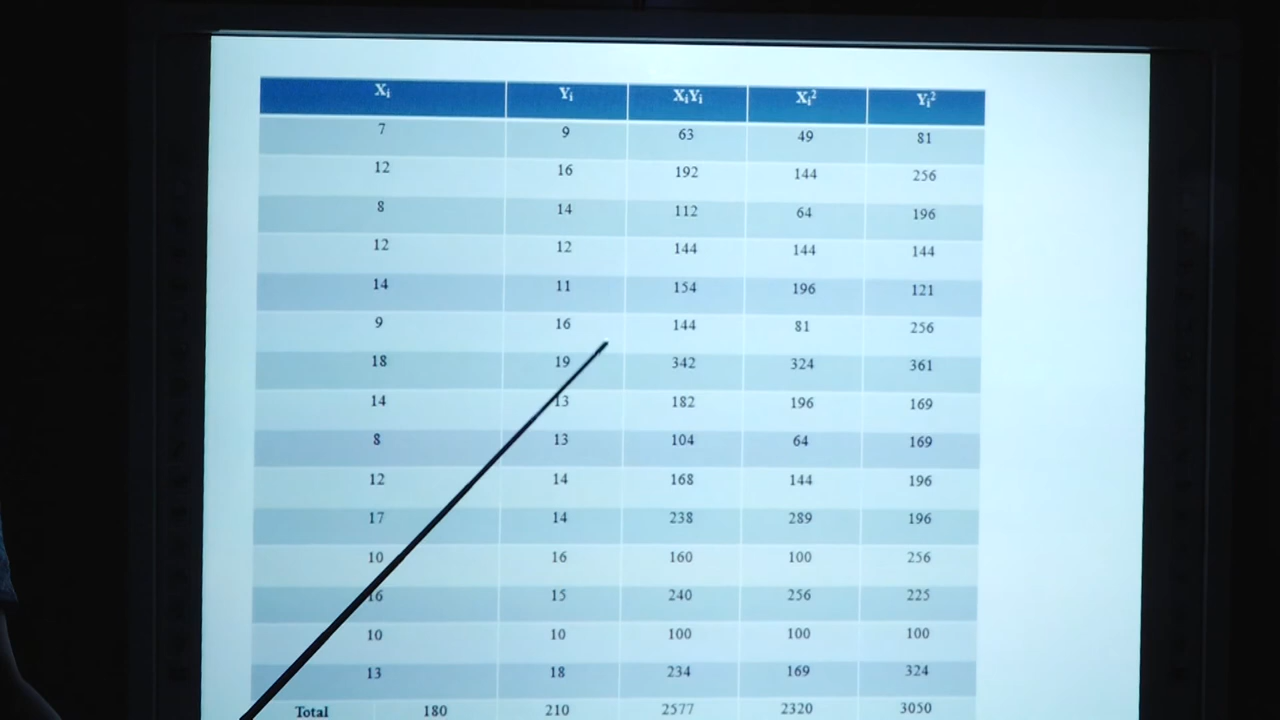 Xᵢ Yᵢ XᵢYᵢ Xᵢ² Yᵢ²
7 9 63 49 81
12 16 192 144 256
8 14 112 64 196
12 12 144 144 144
14 11 154 196 121
9 16 144 81 256
18 19 342 324 361
14 13 182 196 169
8 13 104 64 169
12 14 168 144 196
17 14 238 289 196
10 16 160 100 256
16 15 240 256 225
10 10 100 100 100
13 18 234 169 324
Total 180 210 2577 2320 3050